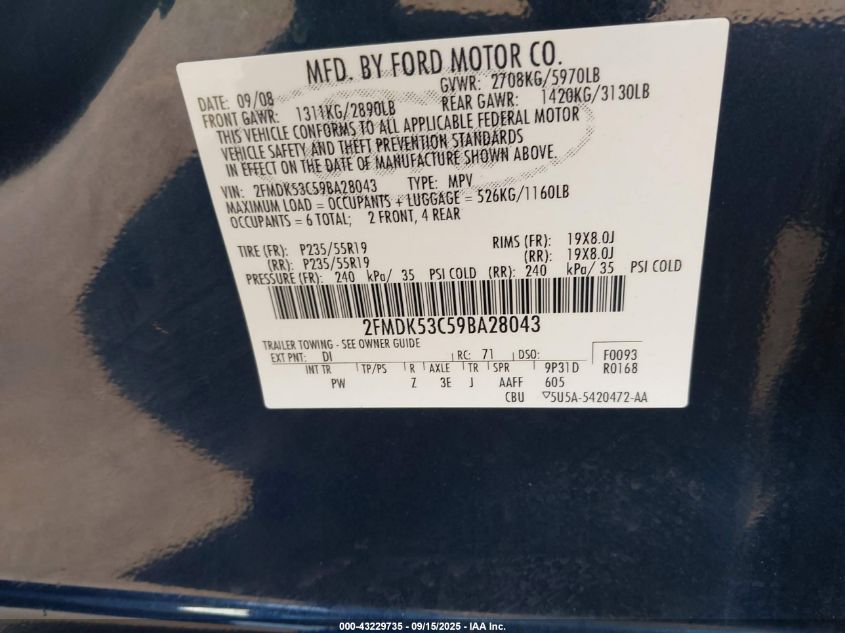 MFD. BY FORD MOTOR CO.
DATE: 09/08 GVWR: 2708KG/5970LB
FRONT GAWR: 1311KG/2890LB REAR GAWR: 1420KG/3130LB
THIS VEHICLE CONFORMS TO ALL APPLICABLE FEDERAL MOTOR
VEHICLE SAFETY AND THEFT PREVENTION STANDARDS
IN EFFECT ON THE DATE OF MANUFACTURE SHOWN ABOVE.
VIN: 2FMDK53C59BA28043 TYPE: MPV
MAXIMUM LOAD = OCCUPANTS + LUGGAGE = 526KG/1160LB
OCCUPANTS = 6 TOTAL; 2 FRONT, 4 REAR
TIRE (FR): P235/55R19 RIMS (FR): 19X8.0J
(RR): P235/55R19 (RR): 19X8.0J
PRESSURE (FR): 240 kPa/ 35 PSI COLD (RR): 240 kPa/ 35 PSI COLD
2FMDK53C59BA28043
TRAILER TOWING - SEE OWNER GUIDE
EXT PNT: DI RC: 71 DSO: F0093
INT TR TP/PS R AXLE TR SPR 9P31D R0168
PW Z 3E J AAFF 605
CBU ▽5U5A-5420472-AA
000-43229735 - 09/15/2025 - IAA Inc.